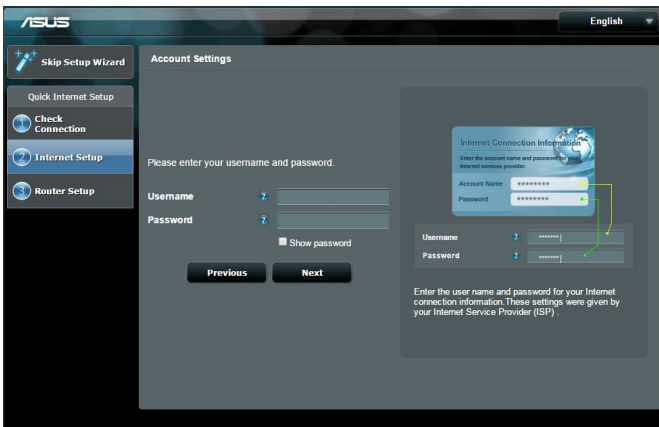 ASUS
English
Skip Setup Wizard
Quick Internet Setup
1 Check
Connection
2 Internet Setup
3 Router Setup
Account Settings
Please enter your username and password.
Username ?
Password ?
Show password
Previous Next
Internet Connection Information
Enter the account name and password for your
Internet services provider.
Account Name ********
Password ********
Username ? *******|
Password ? *******|
Enter the user name and password for your Internet
connection information.These settings were given by
your Internet Service Provider (ISP) .